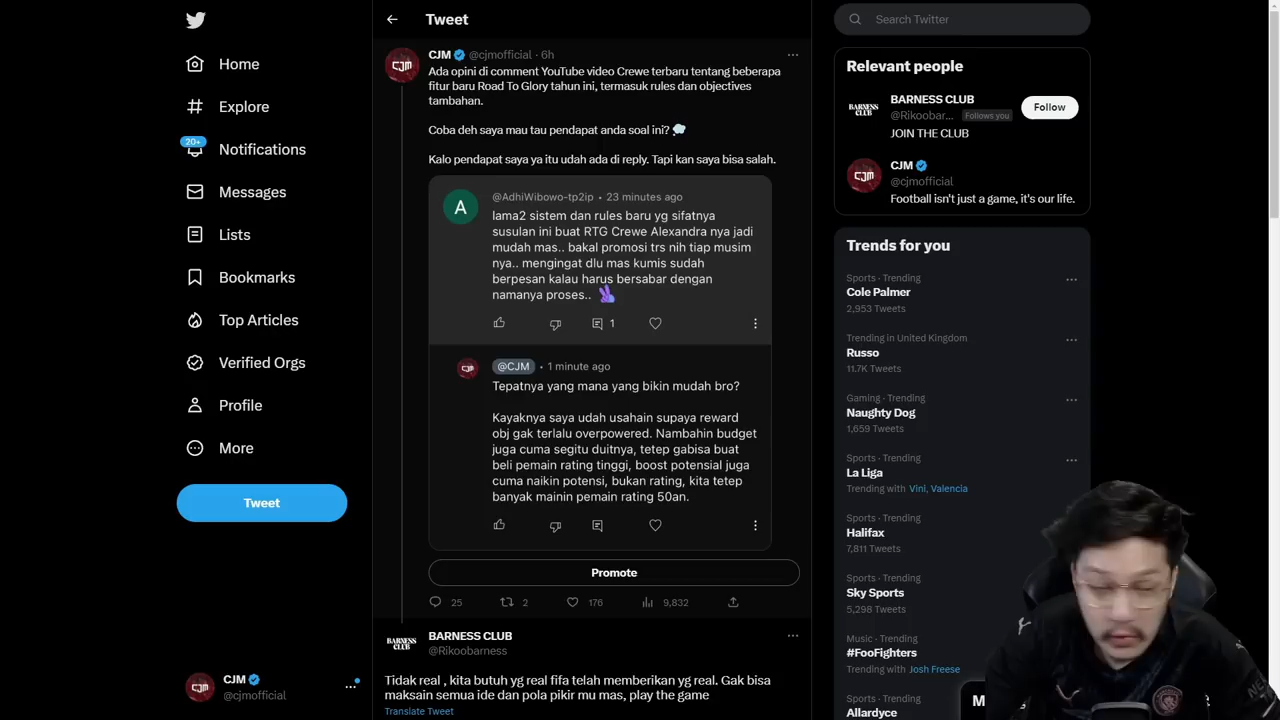 Home
Explore
20+
Notifications
Messages
Lists
Bookmarks
Top Articles
Verified Orgs
Profile
More
Tweet
CJM
@cjmofficial
Tweet
CJM @cjmofficial · 6h
Ada opini di comment YouTube video Crewe terbaru tentang beberapa
fitur baru Road To Glory tahun ini, termasuk rules dan objectives
tambahan.
Coba deh saya mau tau pendapat anda soal ini?
Kalo pendapat saya ya itu udah ada di reply. Tapi kan saya bisa salah.
A
@AdhiWibowo-tp2ip • 23 minutes ago
lama2 sistem dan rules baru yg sifatnya
susulan ini buat RTG Crewe Alexandra nya jadi
mudah mas.. bakal promosi trs nih tiap musim
nya.. mengingat dlu mas kumis sudah
berpesan kalau harus bersabar dengan
namanya proses..
1
CJM
@CJM • 1 minute ago
Tepatnya yang mana yang bikin mudah bro?
Kayaknya saya udah usahain supaya reward
obj gak terlalu overpowered. Nambahin budget
juga cuma segitu duitnya, tetep gabisa buat
beli pemain rating tinggi, boost potensial juga
cuma naikin potensi, bukan rating, kita tetep
banyak mainin pemain rating 50an.
Promote
25 2 176 9,832
BARNESS CLUB
BARNESS CLUB
@Rikoobarness
Tidak real , kita butuh yg real fifa telah memberikan yg real. Gak bisa
maksain semua ide dan pola pikir mu mas, play the game
Translate Tweet
Search Twitter
Relevant people
BARNESS CLUB
BARNESS CLUB
@Rikoobar... Follows you
Follow
JOIN THE CLUB
CJM
CJM
@cjmofficial
Football isn't just a game, it's our life.
Trends for you
Sports · Trending
Cole Palmer
2,953 Tweets
Trending in United Kingdom
Russo
11.7K Tweets
Gaming · Trending
Naughty Dog
1,659 Tweets
Sports · Trending
La Liga
Trending with Vini, Valencia
Sports · Trending
Halifax
7,811 Tweets
Sports · Trending
Sky Sports
5,298 Tweets
Music · Trending
#FooFighters
Trending with Josh Freese
Sports · Trending
Allardyce